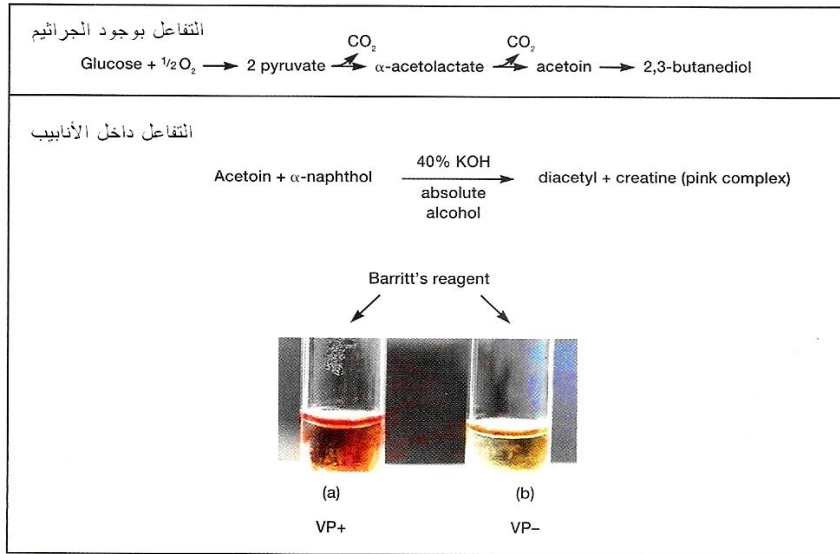 التفاعل بوجود الجراثيم
CO₂ CO₂
Glucose + ½ O₂ → 2 pyruvate → α-acetolactate → acetoin → 2,3-butanediol
التفاعل داخل الأنابيب
40% KOH
Acetoin + α-naphthol → diacetyl + creatine (pink complex)
absolute
alcohol
Barritt's reagent
(a) (b)
VP+ VP–